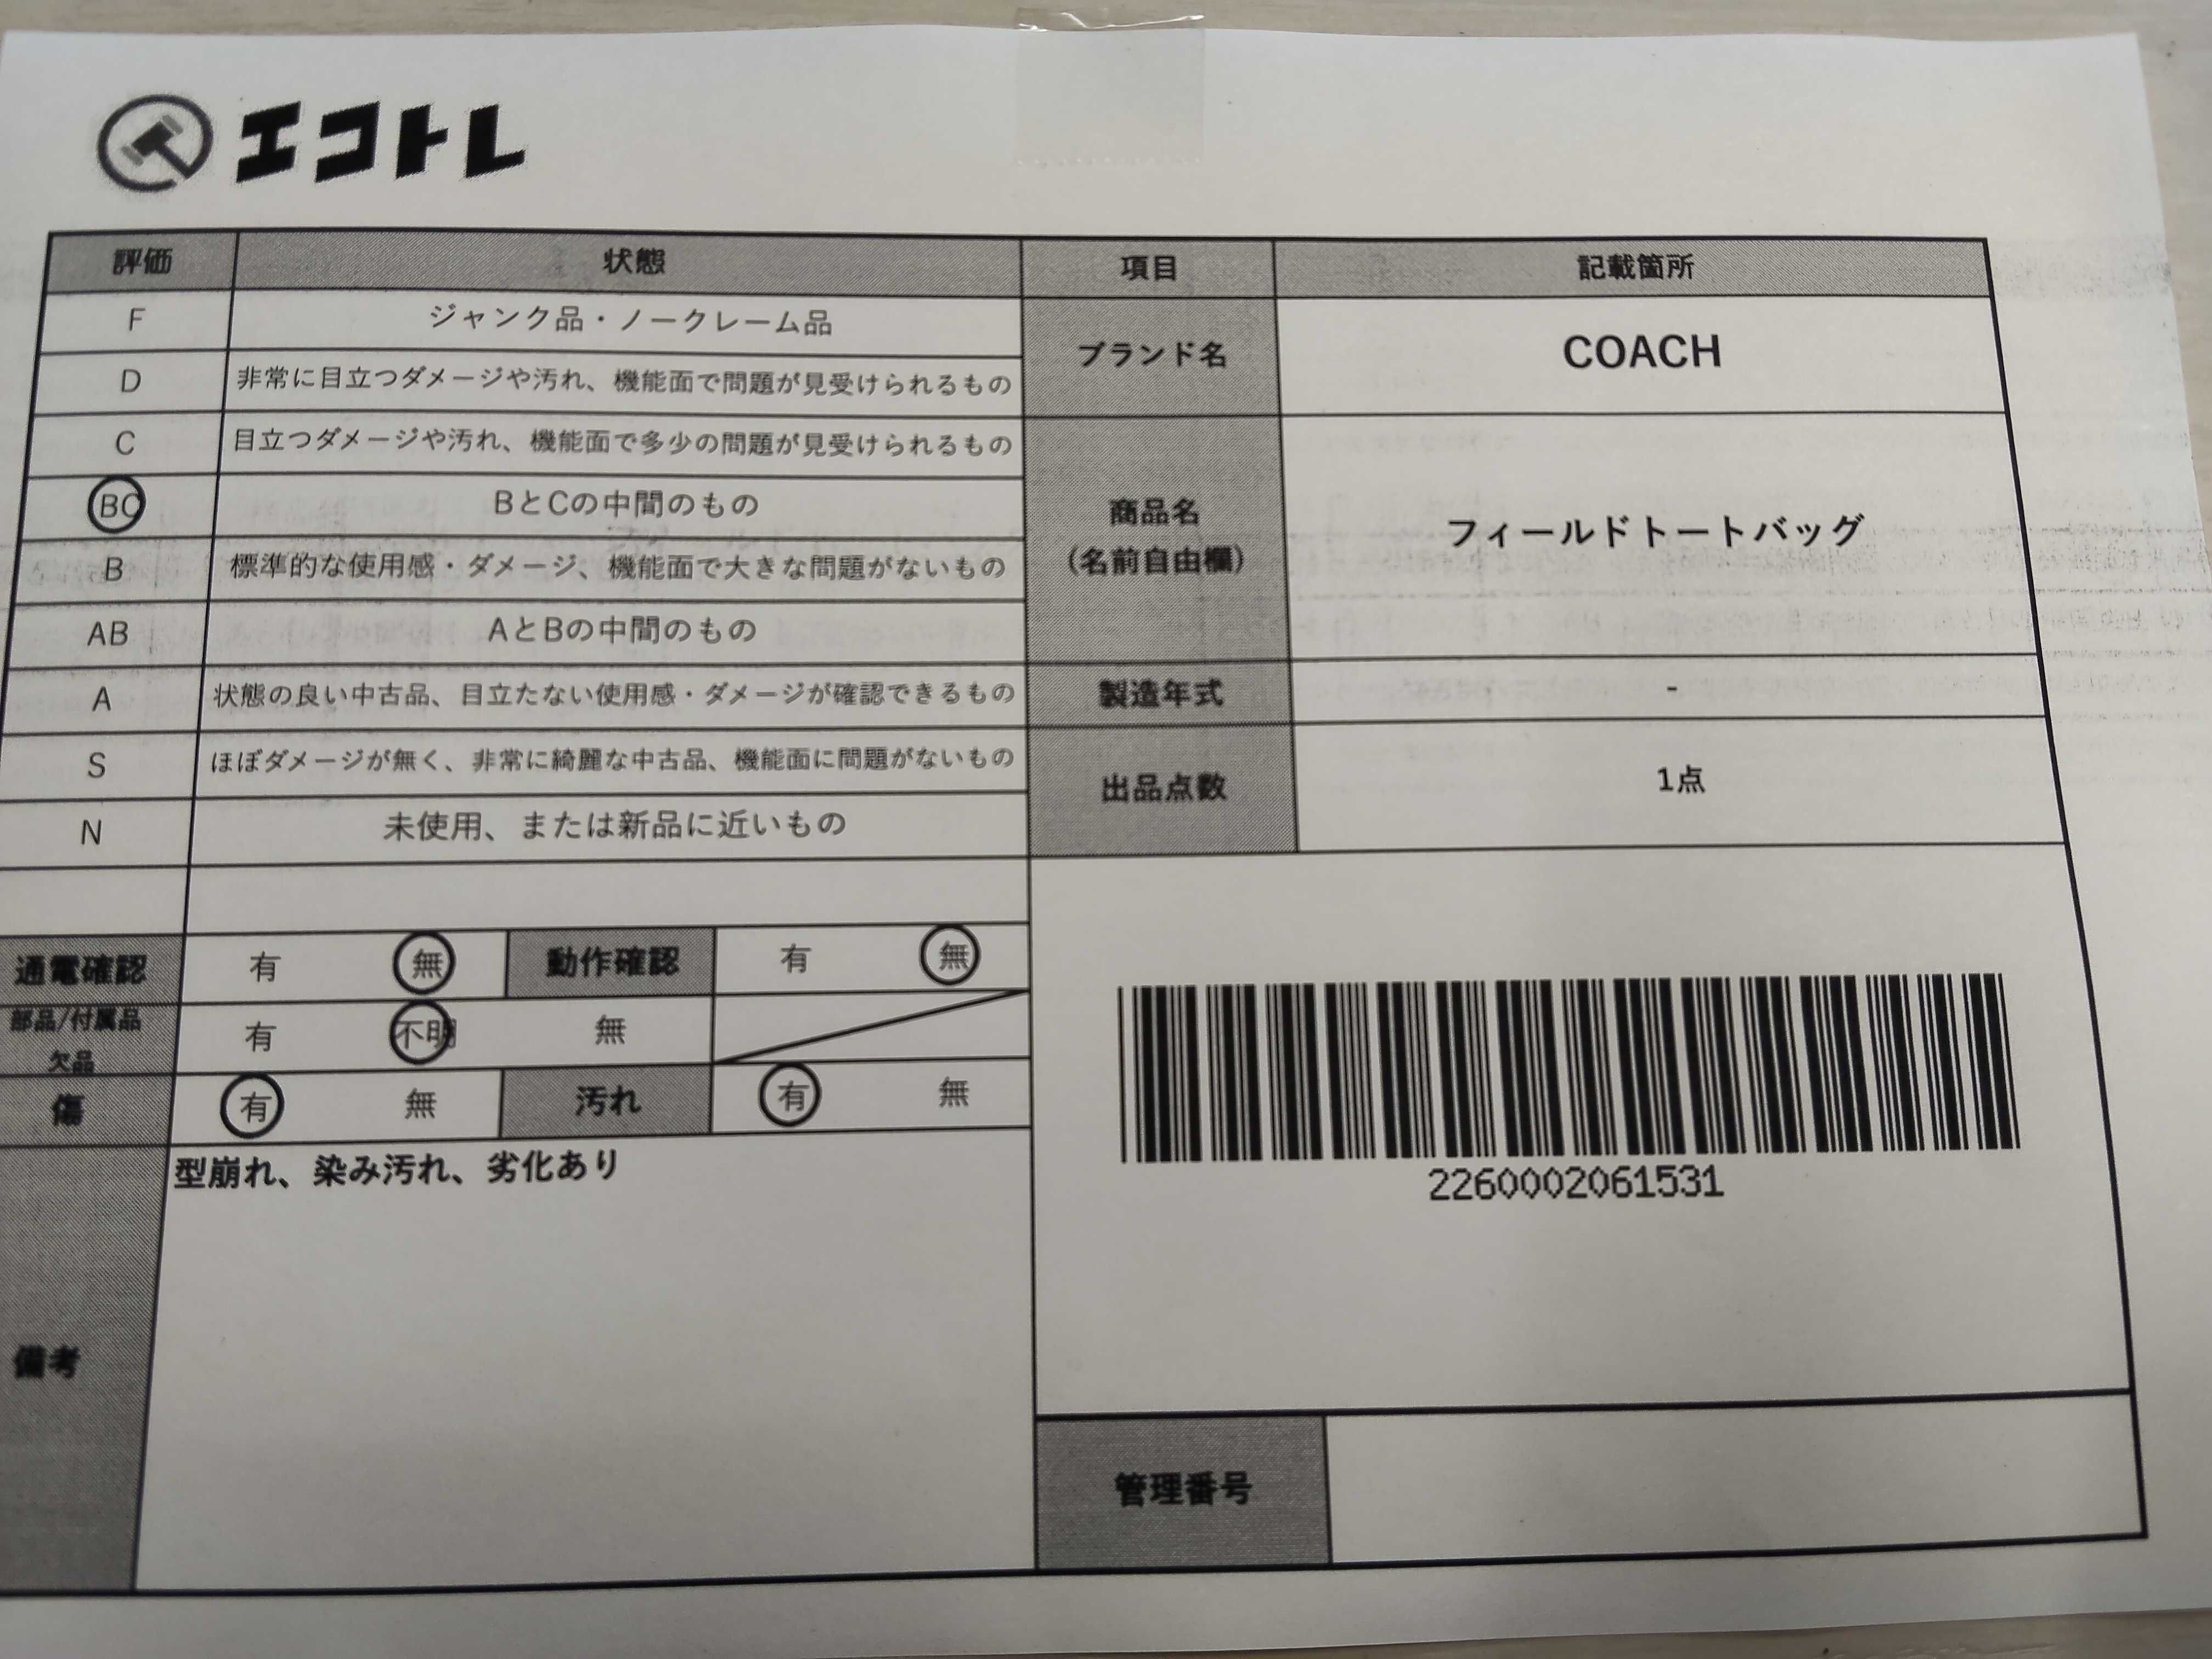 エコトレ
評価 状態 項目 記載箇所
F ジャンク品・ノークレーム品
D 非常に目立つダメージや汚れ、機能面で問題が見受けられるもの
C 目立つダメージや汚れ、機能面で多少の問題が見受けられるもの
BC BとCの中間のもの
B 標準的な使用感・ダメージ、機能面で大きな問題がないもの
AB AとBの中間のもの
A 状態の良い中古品、目立たない使用感・ダメージが確認できるもの
S ほぼダメージが無く、非常に綺麗な中古品、機能面に問題がないもの
N 未使用、または新品に近いもの
ブランド名 COACH
商品名
(名前自由欄)
フィールドトートバッグ
製造年式 -
出品点数 1点
通電確認 有 無 動作確認 有 無
部品/付属品
欠品
有 不明 無
傷 有 無 汚れ 有 無
備考
型崩れ、染み汚れ、劣化あり
2260002061531
管理番号